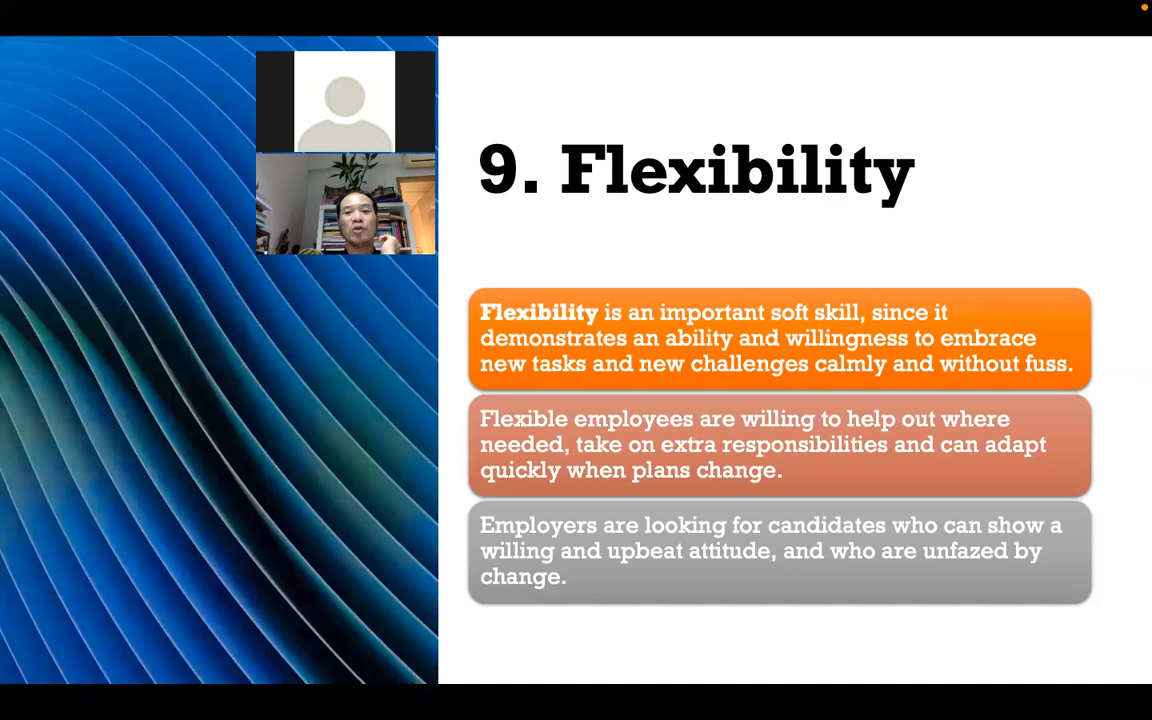 9. Flexibility
Flexibility is an important soft skill, since it
demonstrates an ability and willingness to embrace
new tasks and new challenges calmly and without fuss.
Flexible employees are willing to help out where
needed, take on extra responsibilities and can adapt
quickly when plans change.
Employers are looking for candidates who can show a
willing and upbeat attitude, and who are unfazed by
change.